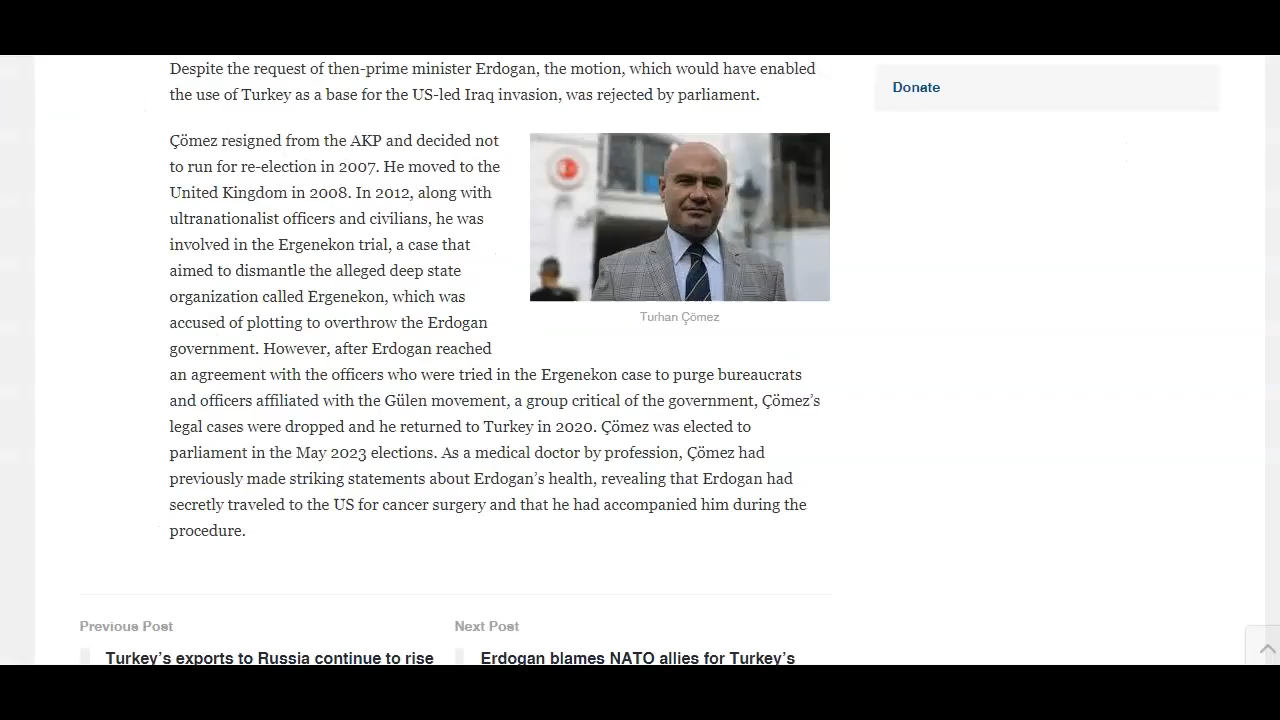 Despite the request of then-prime minister Erdogan, the motion, which would have enabled
the use of Turkey as a base for the US-led Iraq invasion, was rejected by parliament.
Donate
Çömez resigned from the AKP and decided not
to run for re-election in 2007. He moved to the
United Kingdom in 2008. In 2012, along with
ultranationalist officers and civilians, he was
involved in the Ergenekon trial, a case that
aimed to dismantle the alleged deep state
organization called Ergenekon, which was
accused of plotting to overthrow the Erdogan
government. However, after Erdogan reached
an agreement with the officers who were tried in the Ergenekon case to purge bureaucrats
and officers affiliated with the Gülen movement, a group critical of the government, Çömez’s
legal cases were dropped and he returned to Turkey in 2020. Çömez was elected to
parliament in the May 2023 elections. As a medical doctor by profession, Çömez had
previously made striking statements about Erdogan’s health, revealing that Erdogan had
secretly traveled to the US for cancer surgery and that he had accompanied him during the
procedure.
Turhan Çömez
Previous Post
Turkey’s exports to Russia continue to rise
Next Post
Erdogan blames NATO allies for Turkey’s